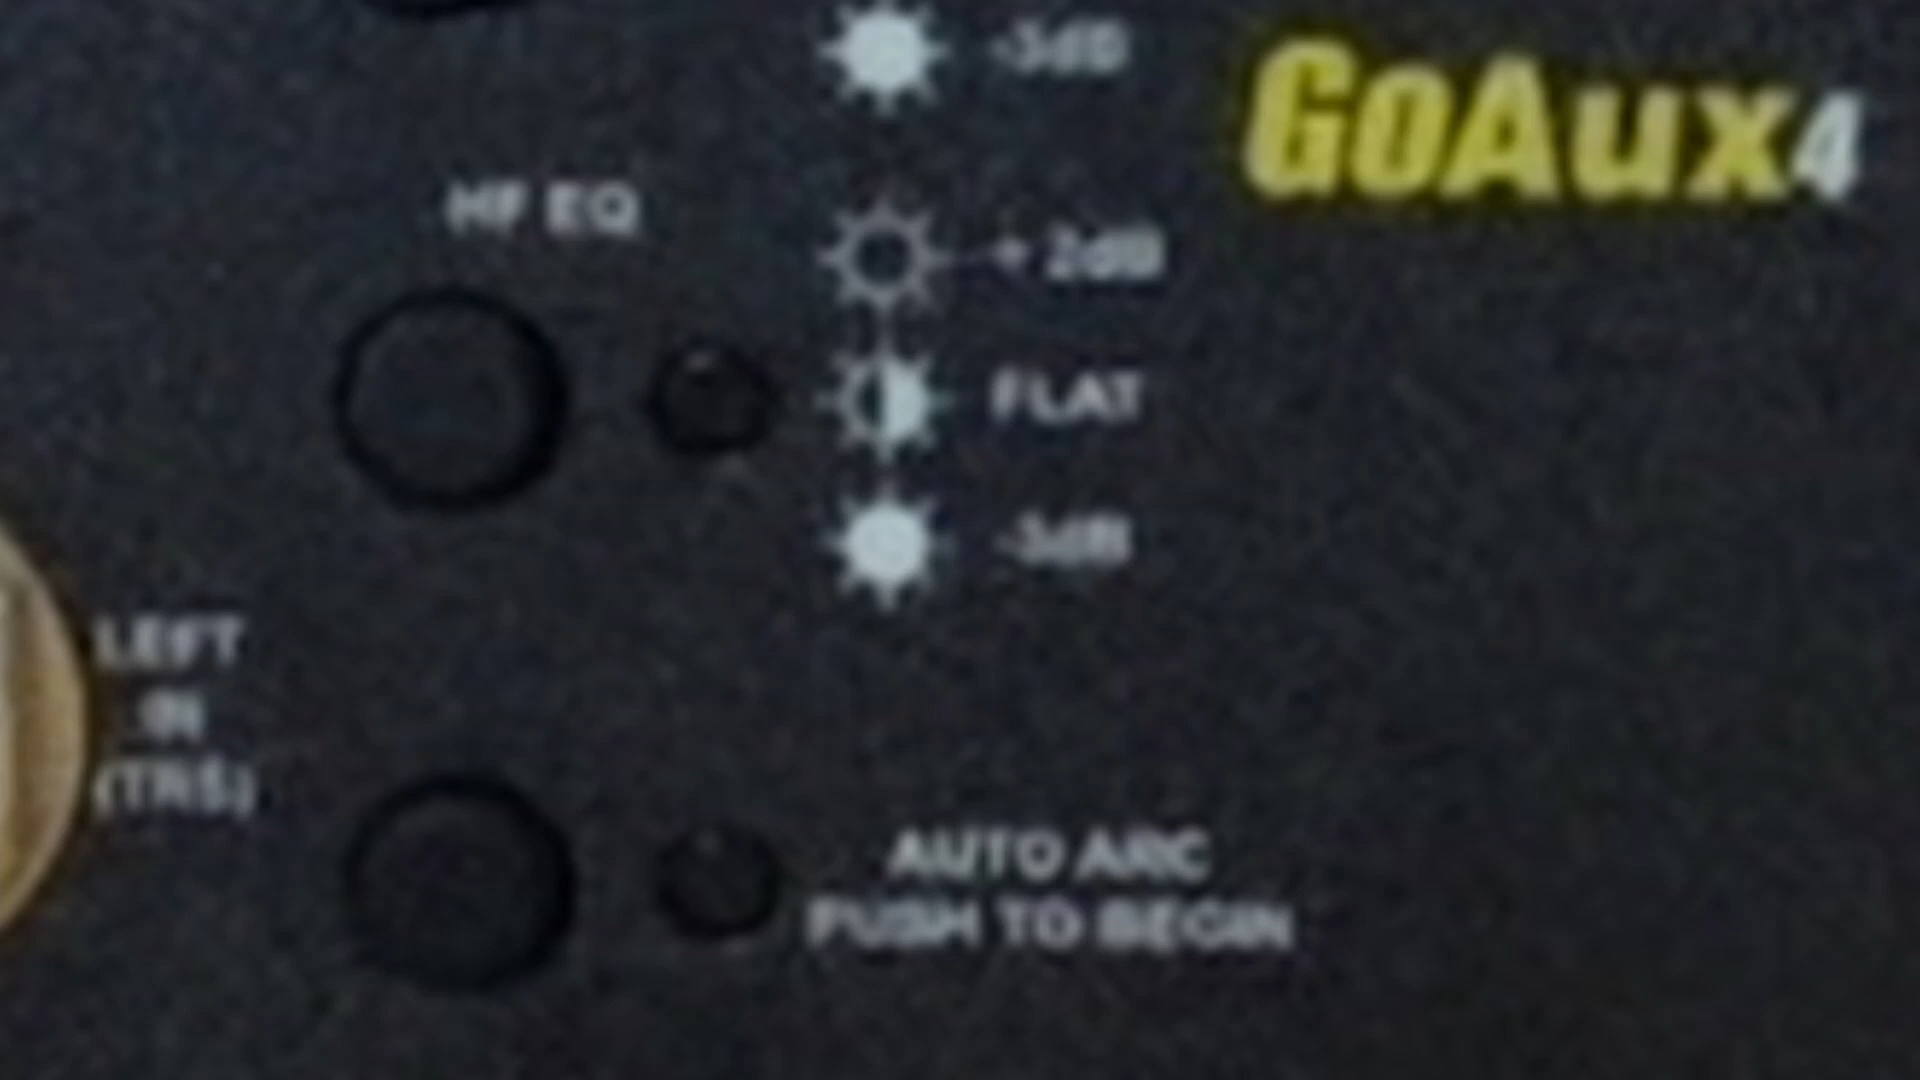 -3dB
GoAux4
HF EQ
+ 2dB
FLAT
-3dB
LEFT
IN
(TRS)
AUTO ARC
PUSH TO BEGIN